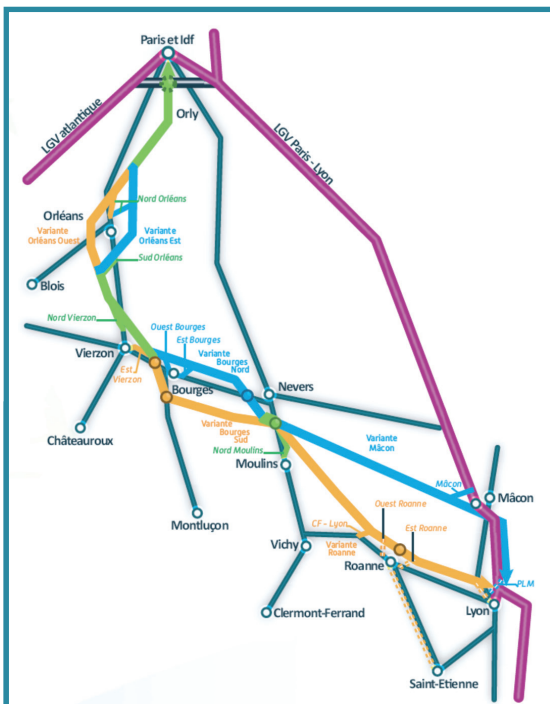 Paris et Idf
LGV atlantique
Orly
LGV Paris - Lyon
Nord Orléans
Orléans
Variante
Orléans Ouest
Variante
Orléans Est
Sud Orléans
Blois
Nord Vierzon
Ouest Bourges
Est Bourges
Vierzon
Variante
Bourges
Nord
Est
Vierzon
Bourges
Nevers
Châteauroux
Variante
Bourges
Sud
Variante
Mâcon
Nord Moulins
Moulins
Mâcon
Mâcon
Ouest Roanne
Montluçon
CF - Lyon
Est Roanne
Vichy
Variante
Roanne
Roanne
PLM
Lyon
Clermont-Ferrand
Saint-Etienne